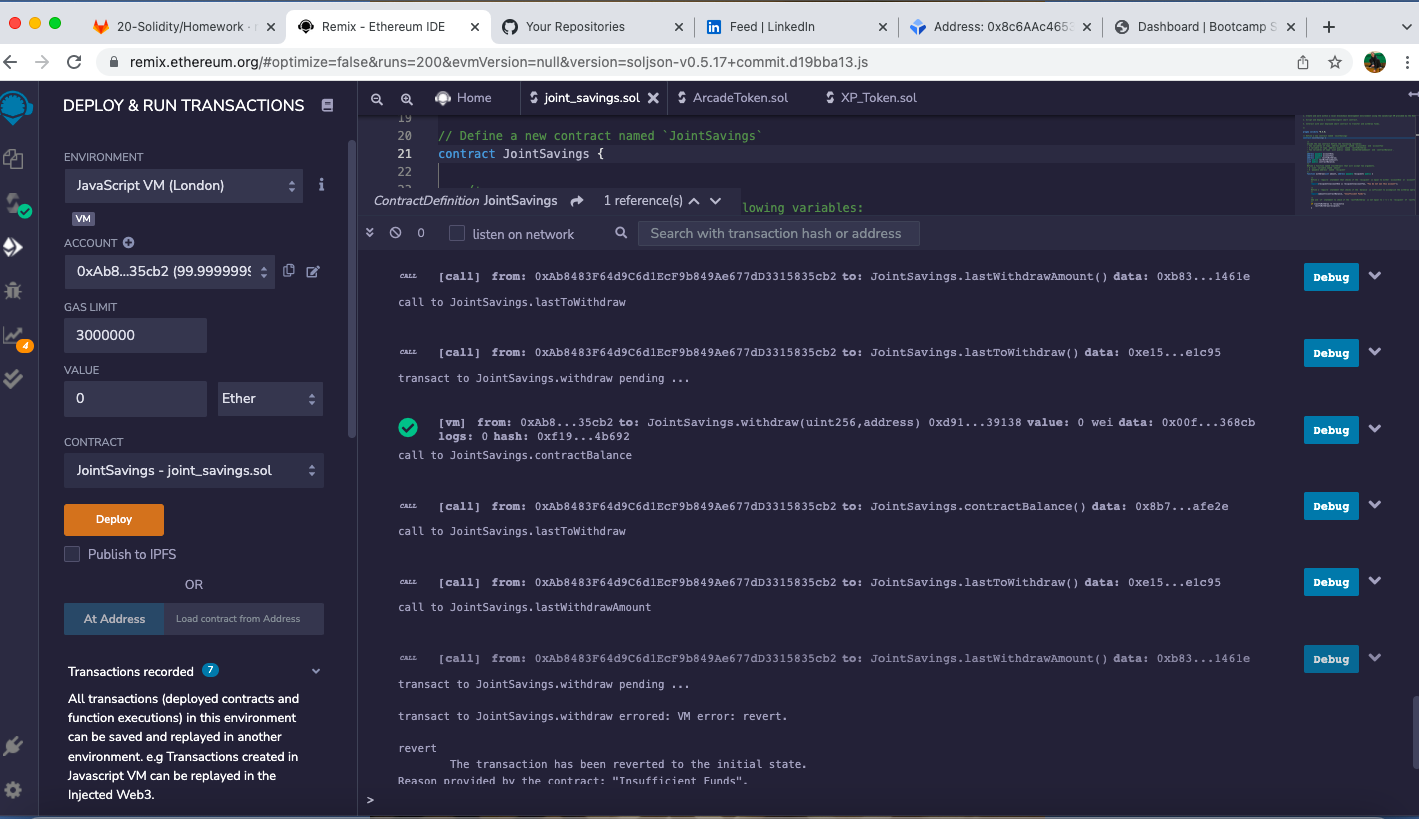 20-Solidity/Homework ·
Remix - Ethereum IDE
Your Repositories
Feed | LinkedIn
Address: 0x8c6AAc4653
Dashboard | Bootcamp S
remix.ethereum.org/#optimize=false&runs=200&evmVersion=null&version=soljson-v0.5.17+commit.d19bba13.js
DEPLOY & RUN TRANSACTIONS
ENVIRONMENT
JavaScript VM (London)
VM
ACCOUNT
0xAb8...35cb2 (99.9999999
GAS LIMIT
3000000
VALUE
0
Ether
CONTRACT
JointSavings - joint_savings.sol
Deploy
Publish to IPFS
OR
At Address
Load contract from Address
Transactions recorded 7
All transactions (deployed contracts and
function executions) in this environment
can be saved and replayed in another
environment. e.g Transactions created in
Javascript VM can be replayed in the
Injected Web3.
4
Home
joint_savings.sol
ArcadeToken.sol
XP_Token.sol
19
20 // Define a new contract named `JointSavings`
21 contract JointSavings {
22
ContractDefinition JointSavings 1 reference(s)
lowing variables:
0 listen on network
Search with transaction hash or address
CALL [call] from: 0xAb8483F64d9C6d1EcF9b849Ae677dD3315835cb2 to: JointSavings.lastWithdrawAmount() data: 0xb83...1461e
Debug
call to JointSavings.lastToWithdraw
CALL [call] from: 0xAb8483F64d9C6d1EcF9b849Ae677dD3315835cb2 to: JointSavings.lastToWithdraw() data: 0xe15...e1c95
Debug
transact to JointSavings.withdraw pending ...
[vm] from: 0xAb8...35cb2 to: JointSavings.withdraw(uint256,address) 0xd91...39138 value: 0 wei data: 0x00f...368cb
logs: 0 hash: 0xf19...4b692
Debug
call to JointSavings.contractBalance
CALL [call] from: 0xAb8483F64d9C6d1EcF9b849Ae677dD3315835cb2 to: JointSavings.contractBalance() data: 0x8b7...afe2e
Debug
call to JointSavings.lastToWithdraw
CALL [call] from: 0xAb8483F64d9C6d1EcF9b849Ae677dD3315835cb2 to: JointSavings.lastToWithdraw() data: 0xe15...e1c95
Debug
call to JointSavings.lastWithdrawAmount
CALL [call] from: 0xAb8483F64d9C6d1EcF9b849Ae677dD3315835cb2 to: JointSavings.lastWithdrawAmount() data: 0xb83...1461e
Debug
transact to JointSavings.withdraw pending ...
transact to JointSavings.withdraw errored: VM error: revert.
revert
The transaction has been reverted to the initial state.
Reason provided by the contract: "Insufficient Funds".
>